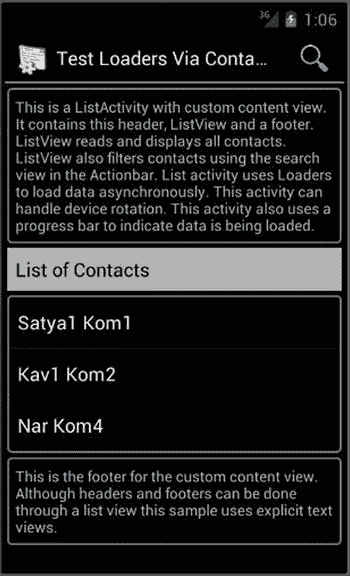 3G 1:06
Test Loaders Via Conta...
This is a ListActivity with custom content view.
It contains this header, ListView and a footer.
ListView reads and displays all contacts.
ListView also filters contacts using the search
view in the Actionbar. List activity uses Loaders
to load data asynchronously. This activity can
handle device rotation. This activity also uses a
progress bar to indicate data is being loaded.
List of Contacts
Satya1 Kom1
Kav1 Kom2
Nar Kom4
This is the footer for the custom content view.
Although headers and footers can be done
through a list view this sample uses explicit text
views.